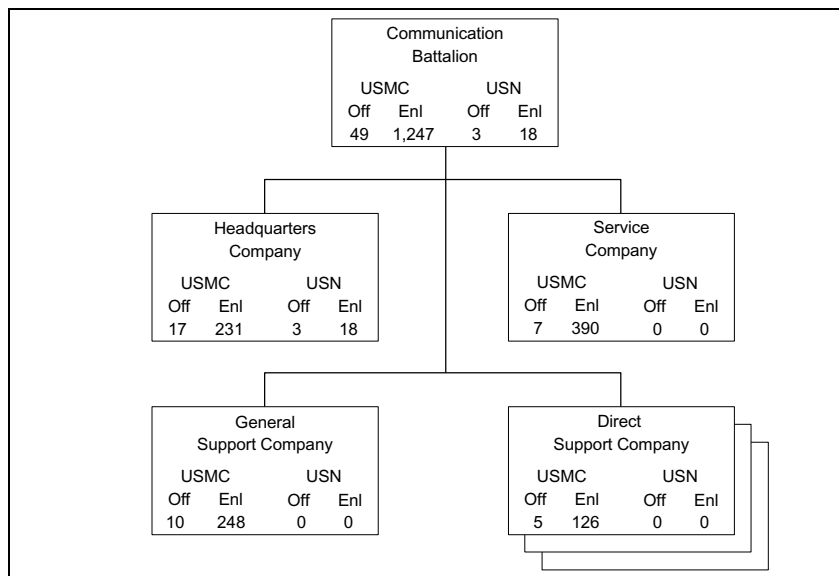 Communication
Battalion
USMC USN
Off Enl Off Enl
49 1,247 3 18
Headquarters
Company
USMC USN
Off Enl Off Enl
17 231 3 18
Service
Company
USMC USN
Off Enl Off Enl
7 390 0 0
General
Support Company
USMC USN
Off Enl Off Enl
10 248 0 0
Direct
Support Company
USMC USN
Off Enl Off Enl
5 126 0 0